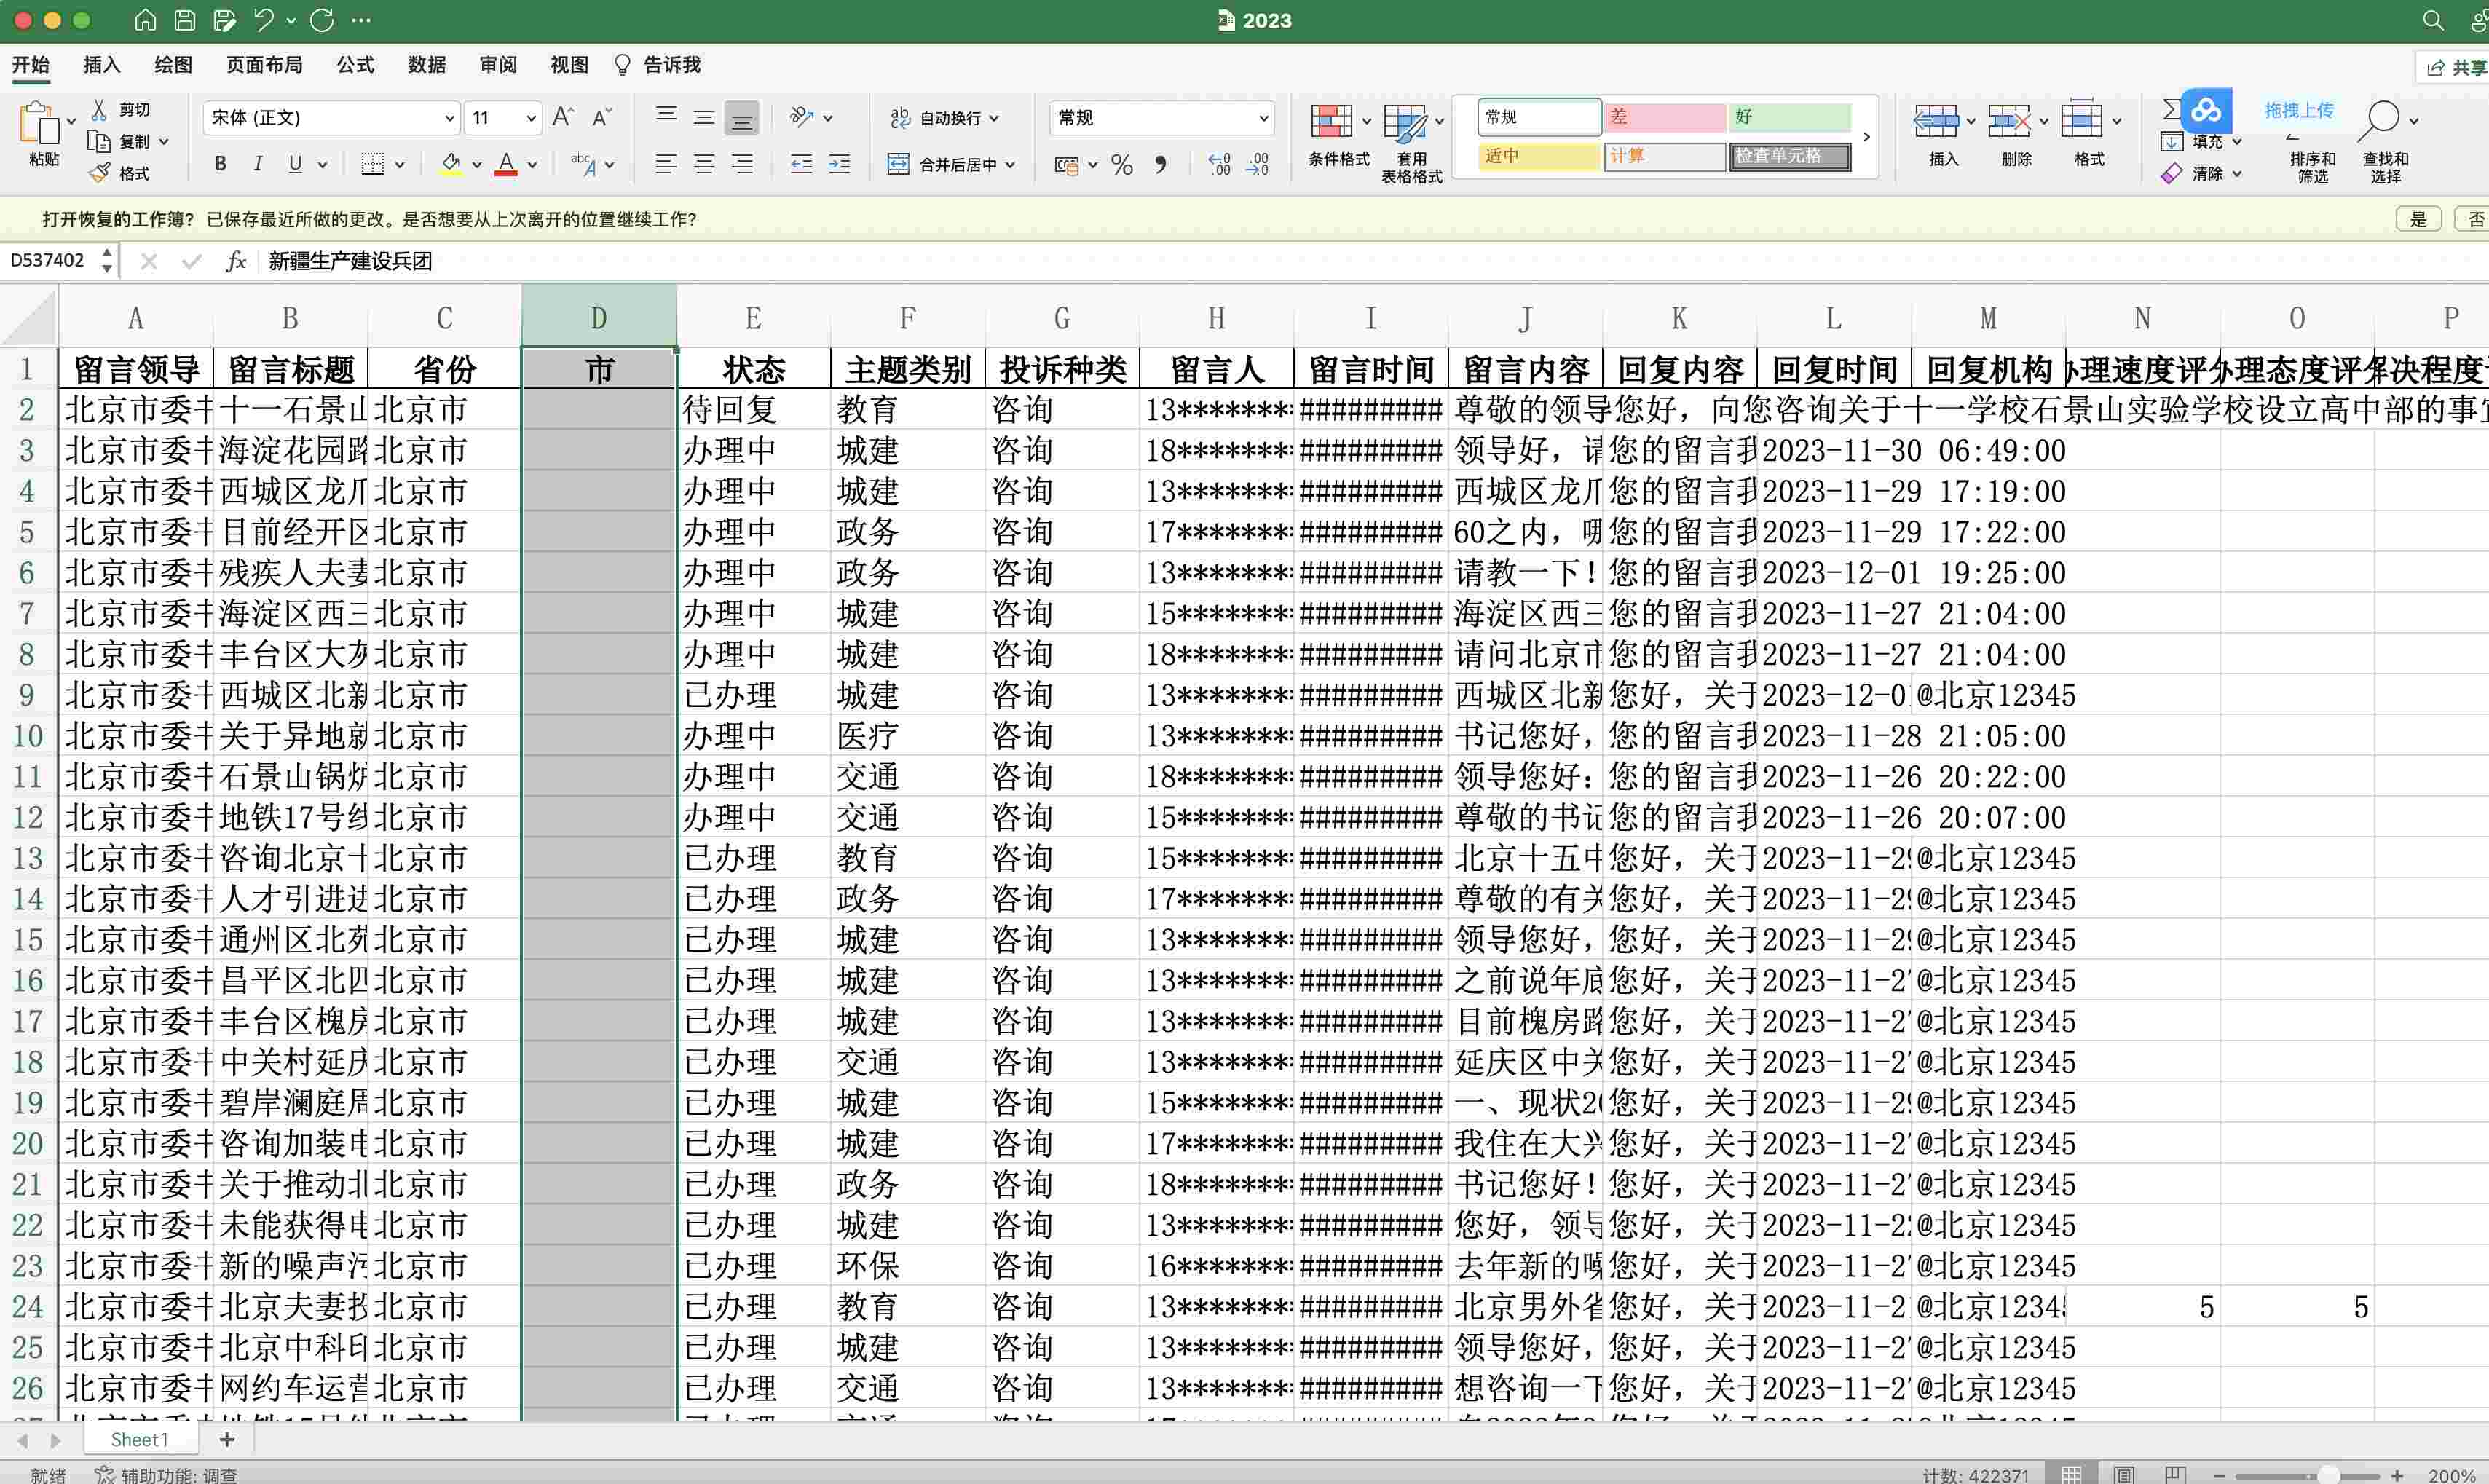 2023
开始 插入 绘图 页面布局 公式 数据 审阅 视图 告诉我 共享
粘贴 剪切 复制 格式
宋体 (正文) 11
B I U
自动换行
合并后居中
常规
条件格式 套用表格格式
常规 差 好
适中 计算 检查单元格
插入 删除 格式
填充 清除
拖拽上传
排序和筛选 查找和选择
打开恢复的工作簿? 已保存最近所做的更改。是否想要从上次离开的位置继续工作? 是 否
D537402 fx 新疆生产建设兵团
A B C D E F G H I J K L M N O P
1 留言领导 留言标题 省份 市 状态 主题类别 投诉种类 留言人 留言时间 留言内容 回复内容 回复时间 回复机构 理速度评 理态度评 决程度
2 北京市委 十一石景山 北京市 待回复 教育 咨询 13******* ######### 尊敬的领导您好，向您咨询关于十一学校石景山实验学校设立高中部的事宜
3 北京市委 海淀花园路 北京市 办理中 城建 咨询 18******* ######### 领导好，请 您的留言我 2023-11-30 06:49:00
4 北京市委 西城区龙爪 北京市 办理中 城建 咨询 13******* ######### 西城区龙爪 您的留言我 2023-11-29 17:19:00
5 北京市委 目前经开区 北京市 办理中 政务 咨询 17******* ######### 60之内，哪 您的留言我 2023-11-29 17:22:00
6 北京市委 残疾人夫妻 北京市 办理中 政务 咨询 13******* ######### 请教一下！ 您的留言我 2023-12-01 19:25:00
7 北京市委 海淀区西三 北京市 办理中 城建 咨询 15******* ######### 海淀区西三 您的留言我 2023-11-27 21:04:00
8 北京市委 丰台区大灰 北京市 办理中 城建 咨询 18******* ######### 请问北京市 您的留言我 2023-11-27 21:04:00
9 北京市委 西城区北新 北京市 已办理 城建 咨询 13******* ######### 西城区北新 您好，关于 2023-12-0 @北京12345
10 北京市委 关于异地就 北京市 办理中 医疗 咨询 13******* ######### 书记您好， 您的留言我 2023-11-28 21:05:00
11 北京市委 石景山锅炉 北京市 办理中 交通 咨询 18******* ######### 领导您好： 您的留言我 2023-11-26 20:22:00
12 北京市委 地铁17号线 北京市 办理中 交通 咨询 15******* ######### 尊敬的书记 您的留言我 2023-11-26 20:07:00
13 北京市委 咨询北京十 北京市 已办理 教育 咨询 15******* ######### 北京十五中 您好，关于 2023-11-29 @北京12345
14 北京市委 人才引进进 北京市 已办理 政务 咨询 17******* ######### 尊敬的有关 您好，关于 2023-11-29 @北京12345
15 北京市委 通州区北苑 北京市 已办理 城建 咨询 13******* ######### 领导您好， 您好，关于 2023-11-29 @北京12345
16 北京市委 昌平区北四 北京市 已办理 城建 咨询 13******* ######### 之前说年底 您好，关于 2023-11-2 @北京12345
17 北京市委 丰台区槐房 北京市 已办理 城建 咨询 13******* ######### 目前槐房路 您好，关于 2023-11-2 @北京12345
18 北京市委 中关村延庆 北京市 已办理 交通 咨询 13******* ######### 延庆区中关 您好，关于 2023-11-2 @北京12345
19 北京市委 碧岸澜庭周 北京市 已办理 城建 咨询 15******* ######### 一、现状20 您好，关于 2023-11-29 @北京12345
20 北京市委 咨询加装电 北京市 已办理 城建 咨询 17******* ######### 我住在大兴 您好，关于 2023-11-2 @北京12345
21 北京市委 关于推动北 北京市 已办理 政务 咨询 18******* ######### 书记您好！ 您好，关于 2023-11-2 @北京12345
22 北京市委 未能获得电 北京市 已办理 城建 咨询 13******* ######### 您好，领导 您好，关于 2023-11-2 @北京12345
23 北京市委 新的噪声污 北京市 已办理 环保 咨询 16******* ######### 去年新的噪 您好，关于 2023-11-2 @北京12345
24 北京市委 北京夫妻投 北京市 已办理 教育 咨询 13******* ######### 北京男外省 您好，关于 2023-11-2 @北京1234 5 5
25 北京市委 北京中科印 北京市 已办理 城建 咨询 13******* ######### 领导您好， 您好，关于 2023-11-2 @北京12345
26 北京市委 网约车运营 北京市 已办理 交通 咨询 13******* ######### 想咨询一下 您好，关于 2023-11-2 @北京12345
Sheet1 +
就绪 辅助功能: 调查 计数: 422371 200%